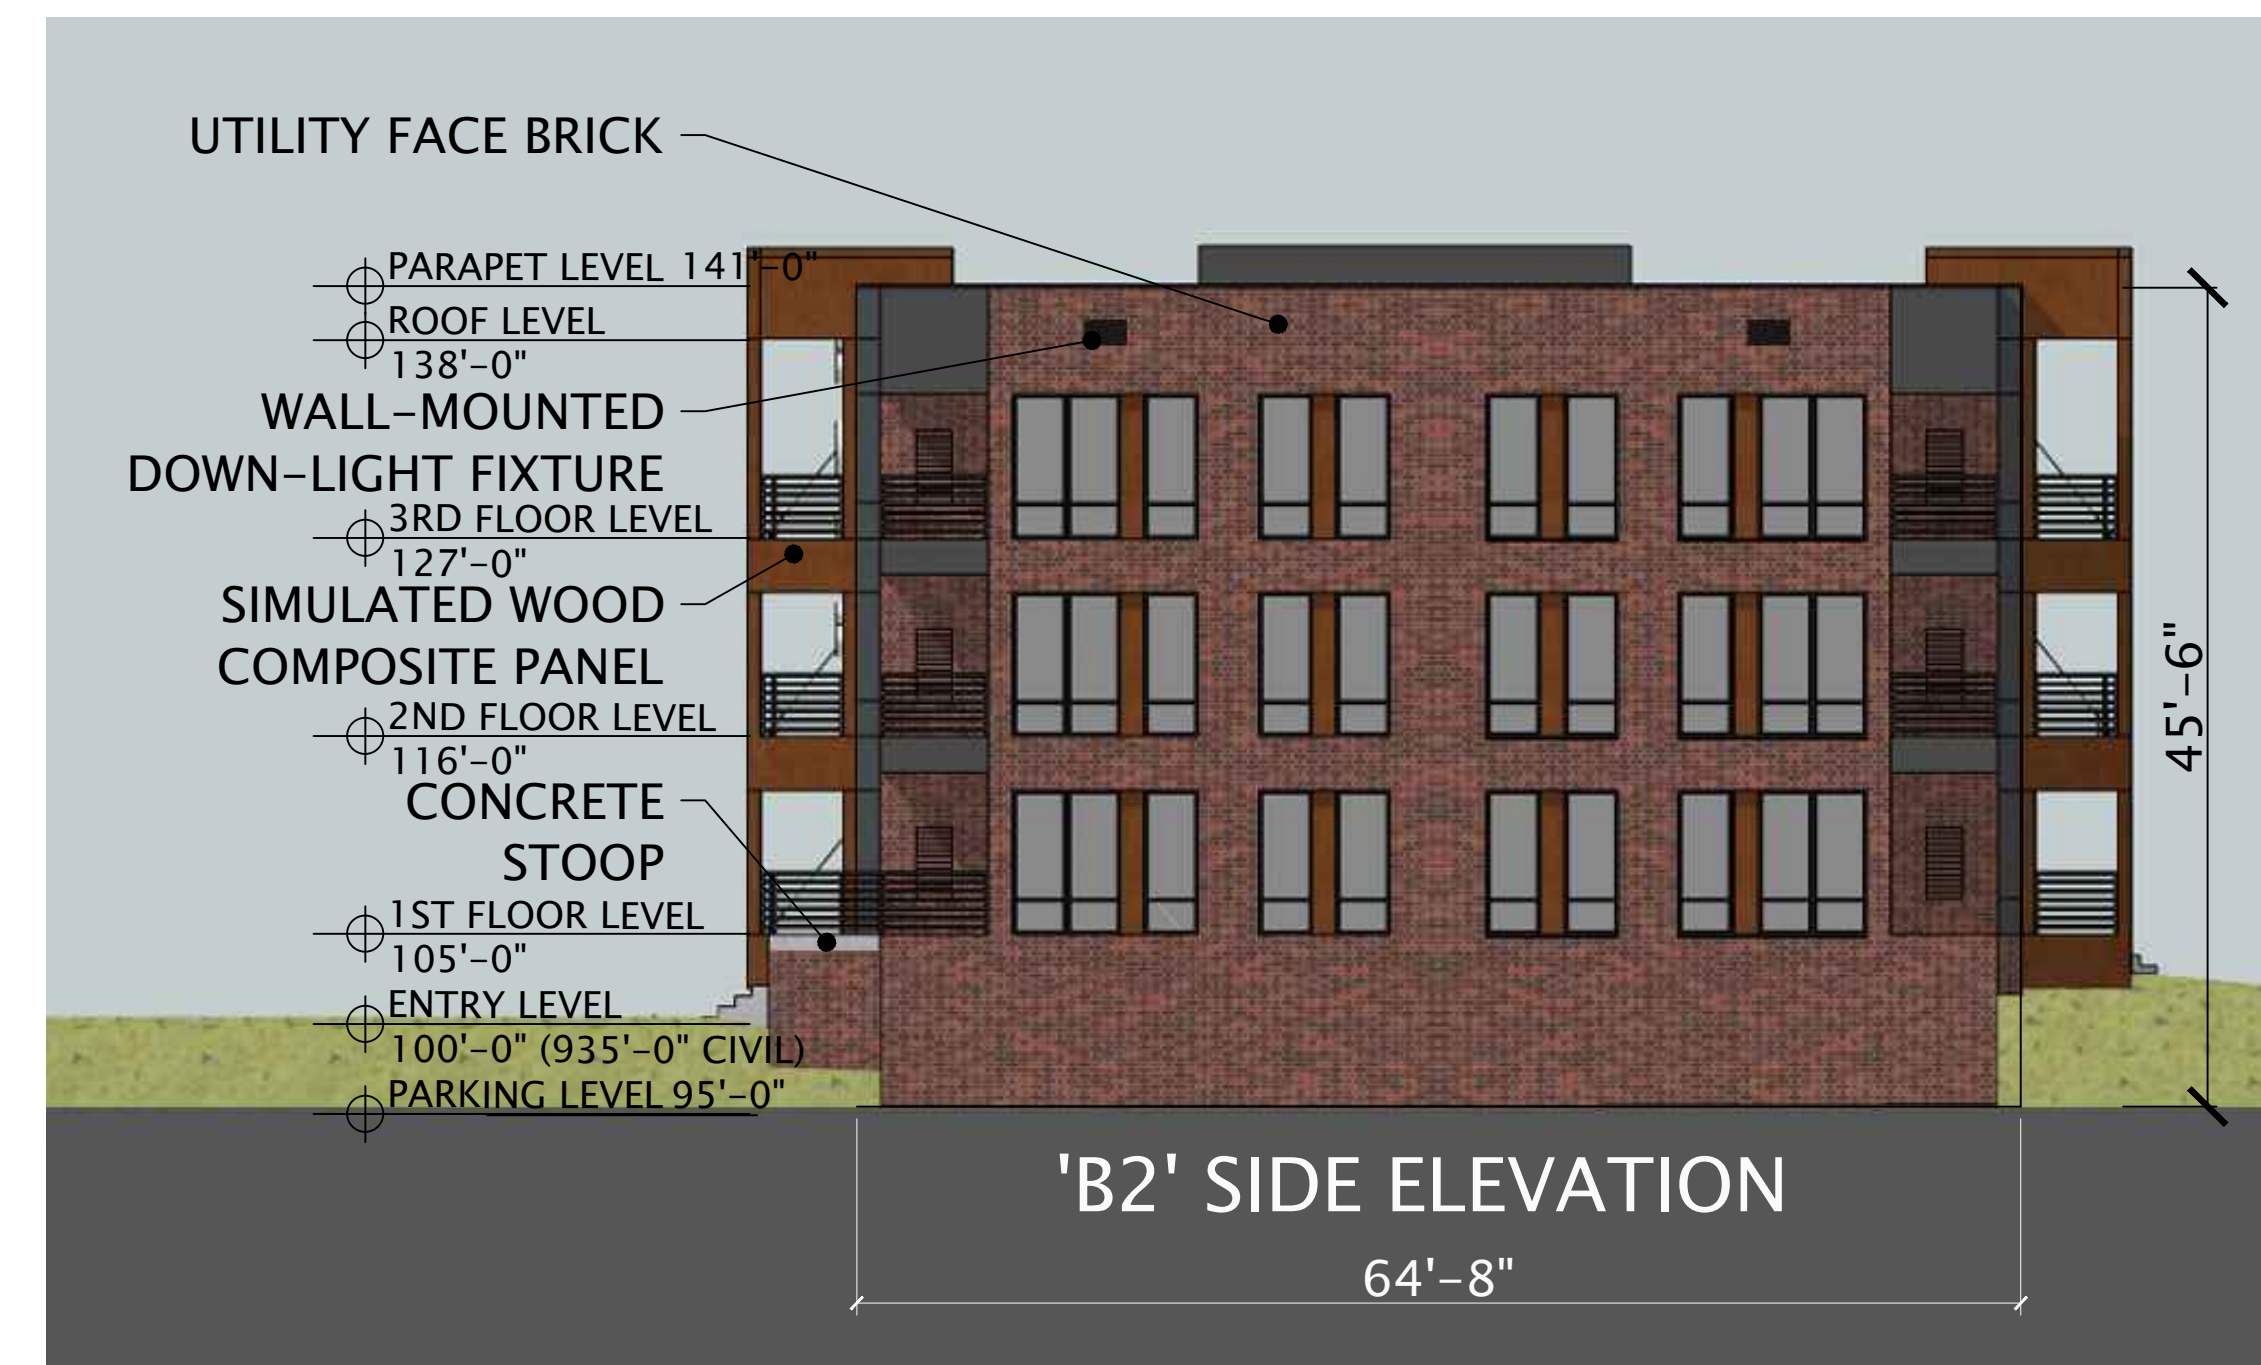 UTILITY FACE BRICK
PARAPET LEVEL 141'-0"
ROOF LEVEL
138'-0"
WALL-MOUNTED
DOWN-LIGHT FIXTURE
3RD FLOOR LEVEL
127'-0"
SIMULATED WOOD
COMPOSITE PANEL
2ND FLOOR LEVEL
116'-0"
CONCRETE
STOOP
1ST FLOOR LEVEL
105'-0"
ENTRY LEVEL
100'-0" (935'-0" CIVIL)
PARKING LEVEL 95'-0"
45'-6"
'B2' SIDE ELEVATION
64'-8"